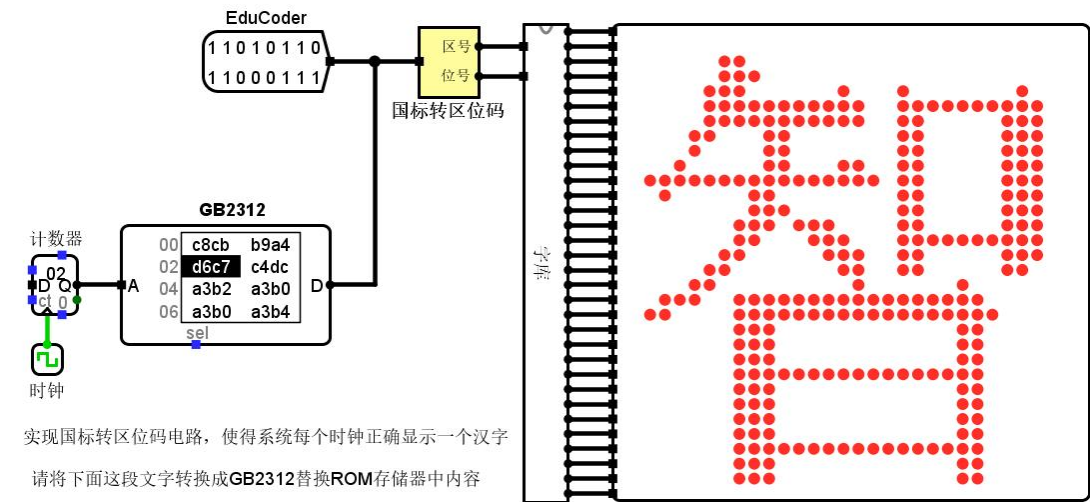 EduCoder
11010110
11000111
区号
位号
国标转区位码
GB2312
00 c8cb b9a4
02 d6c7 c4dc
04 a3b2 a3b0
06 a3b0 a3b4
A
D
sel
计数器
02
D Q
ct 0
时钟
字库
智
实现国标转区位码电路，使得系统每个时钟正确显示一个汉字
请将下面这段文字转换成GB2312替换ROM存储器中内容